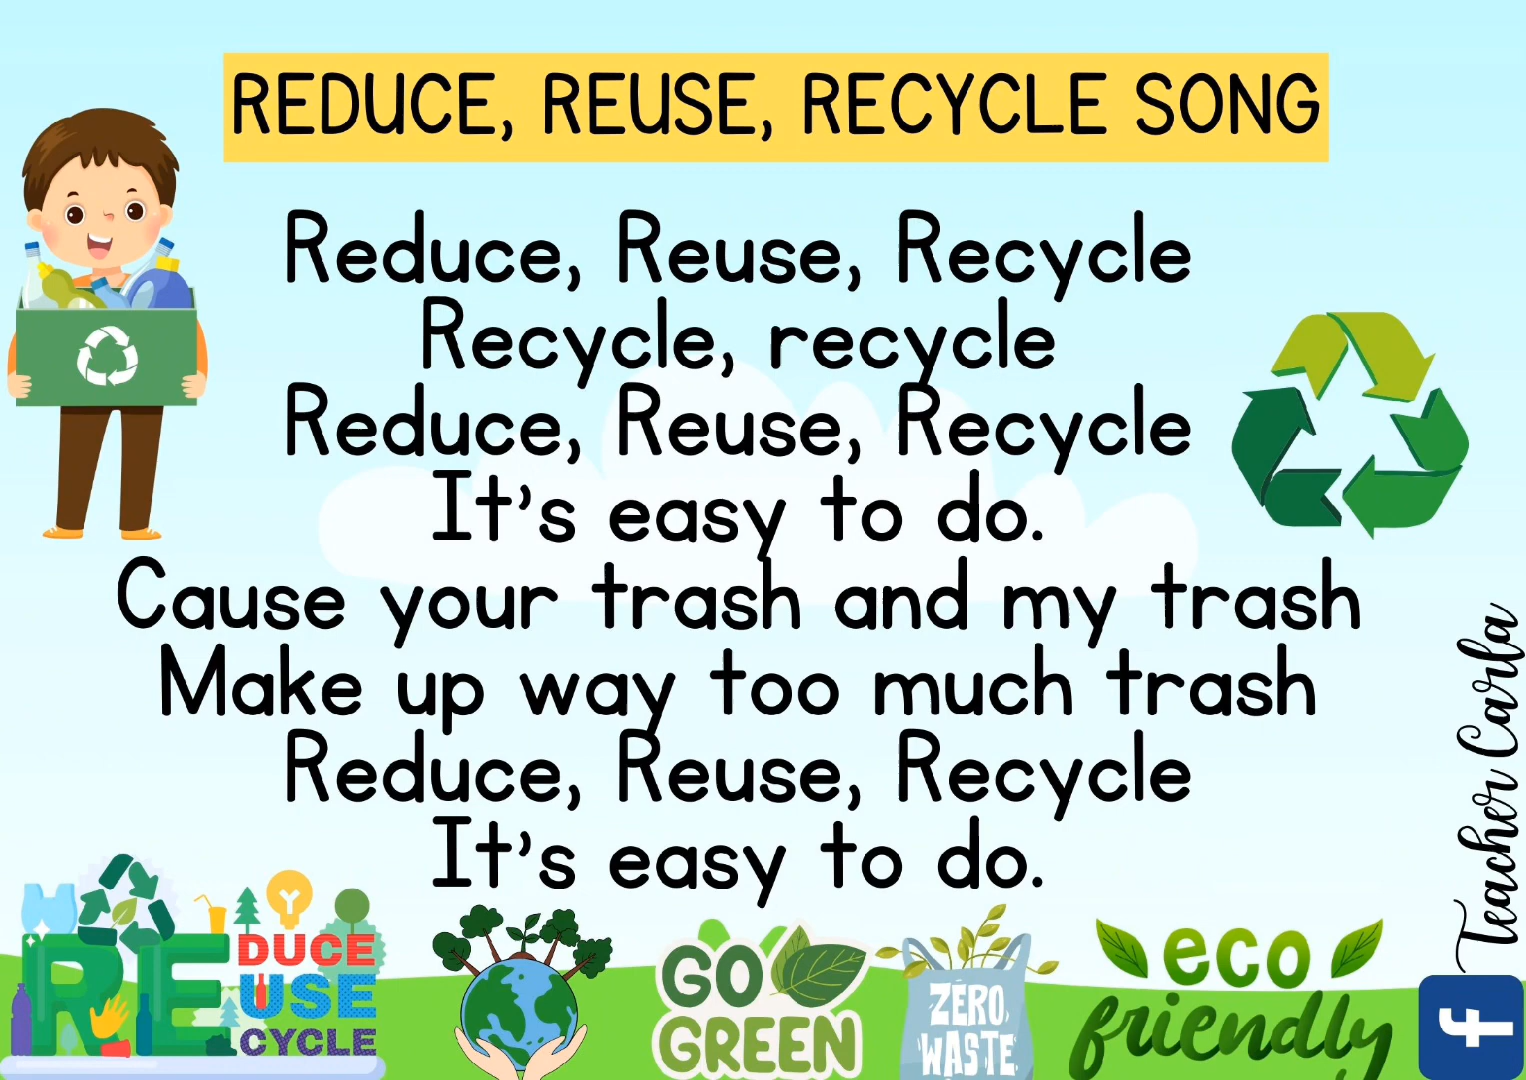 REDUCE, REUSE, RECYCLE SONG
Reduce, Reuse, Recycle
Recycle, recycle
Reduce, Reuse, Recycle
It's easy to do.
Cause your trash and my trash
Make up way too much trash
Reduce, Reuse, Recycle
It's easy to do.
Teacher Carla
REDUCE
USE
CYCLE
GO
GREEN
ZERO
WASTE
eco
friendly
f